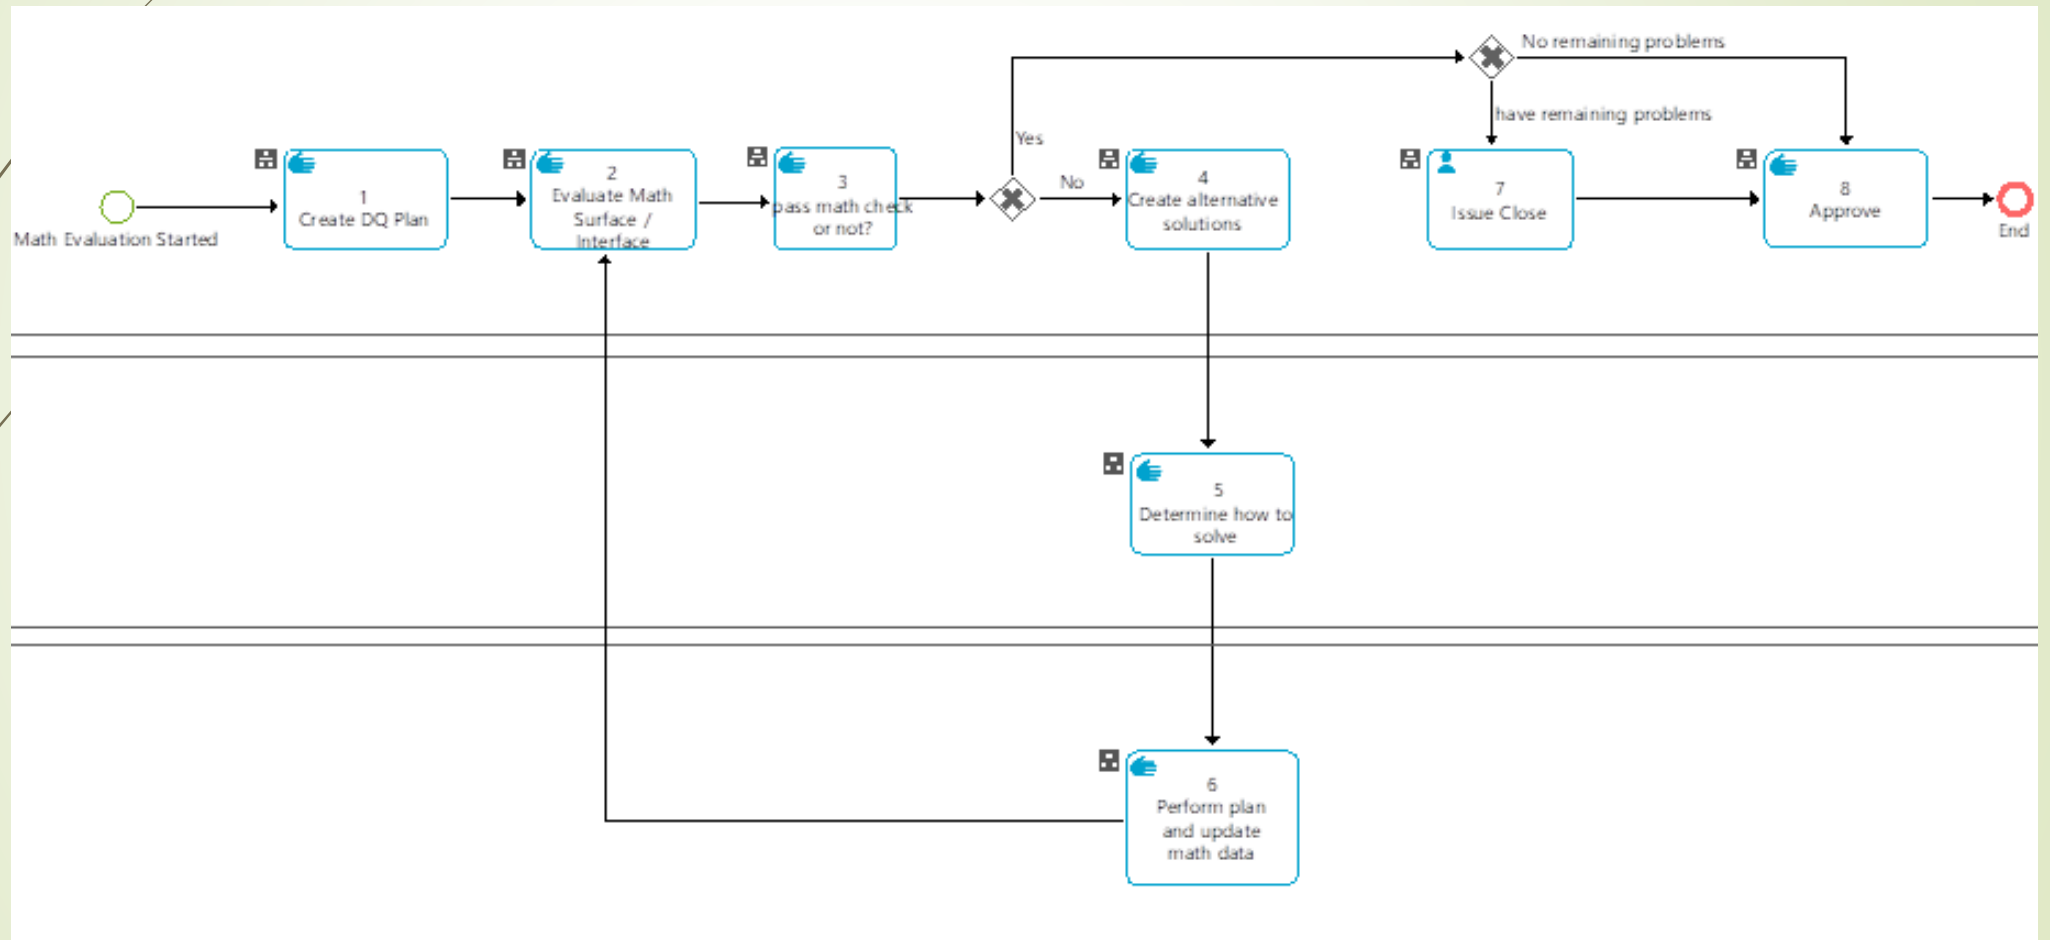 No remaining problems
have remaining problems
Yes
No
Math Evaluation Started
1
Create DQ Plan
2
Evaluate Math
Surface /
Interface
3
pass math check
or not?
4
Create alternative
solutions
7
Issue Close
8
Approve
End
5
Determine how to
solve
6
Perform plan
and update
math data